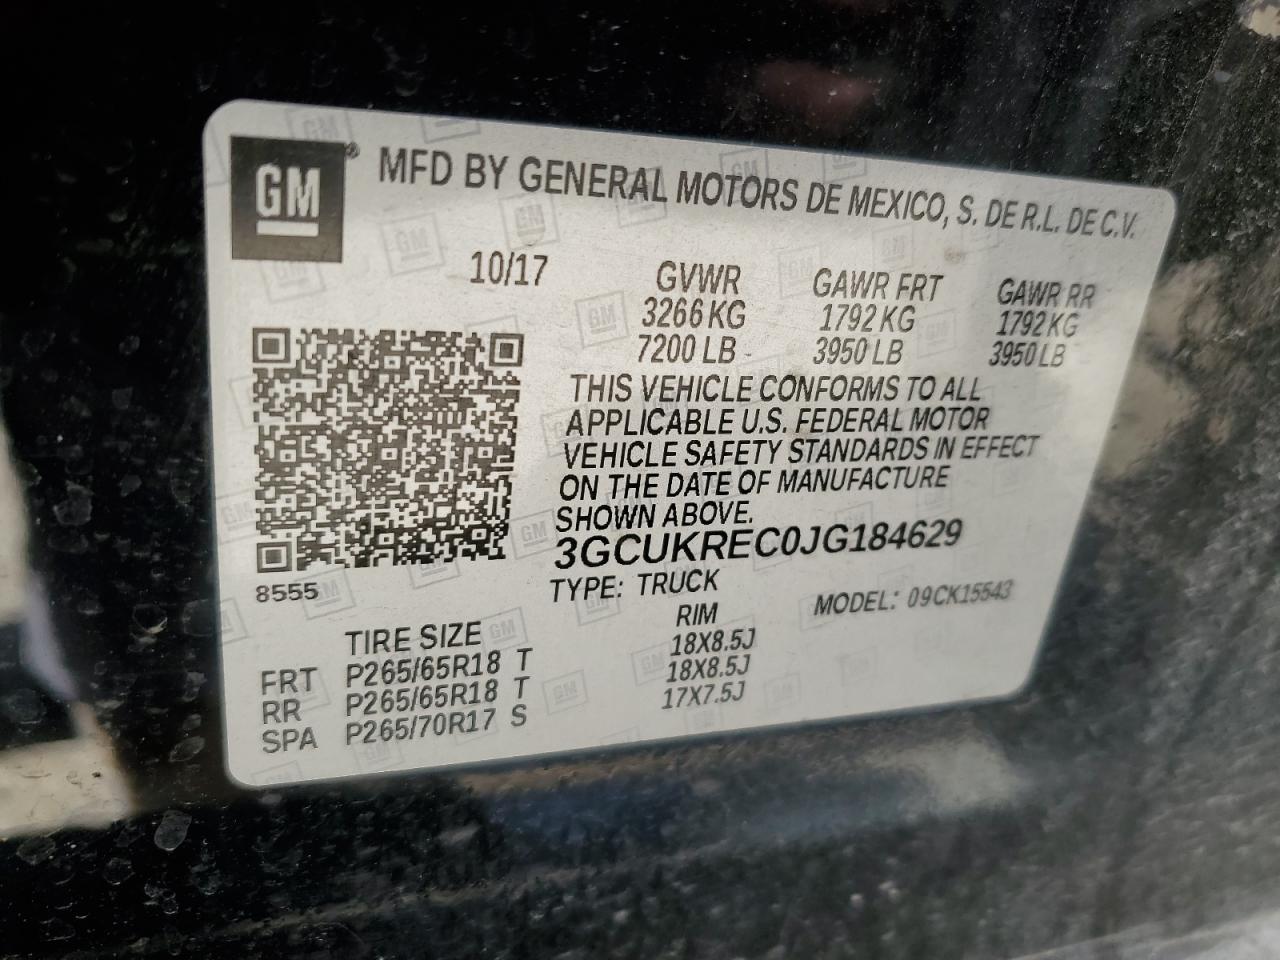 GM® MFD BY GENERAL MOTORS DE MEXICO, S. DE R.L. DE C.V.
10/17 GVWR GAWR FRT GAWR RR
3266 KG 1792 KG 1792 KG
7200 LB 3950 LB 3950 LB
THIS VEHICLE CONFORMS TO ALL
APPLICABLE U.S. FEDERAL MOTOR
VEHICLE SAFETY STANDARDS IN EFFECT
ON THE DATE OF MANUFACTURE
SHOWN ABOVE.
3GCUKREC0JG184629
8555 TYPE: TRUCK MODEL: 09CK15543
TIRE SIZE RIM
FRT P265/65R18 T 18X8.5J
RR P265/65R18 T 18X8.5J
SPA P265/70R17 S 17X7.5J